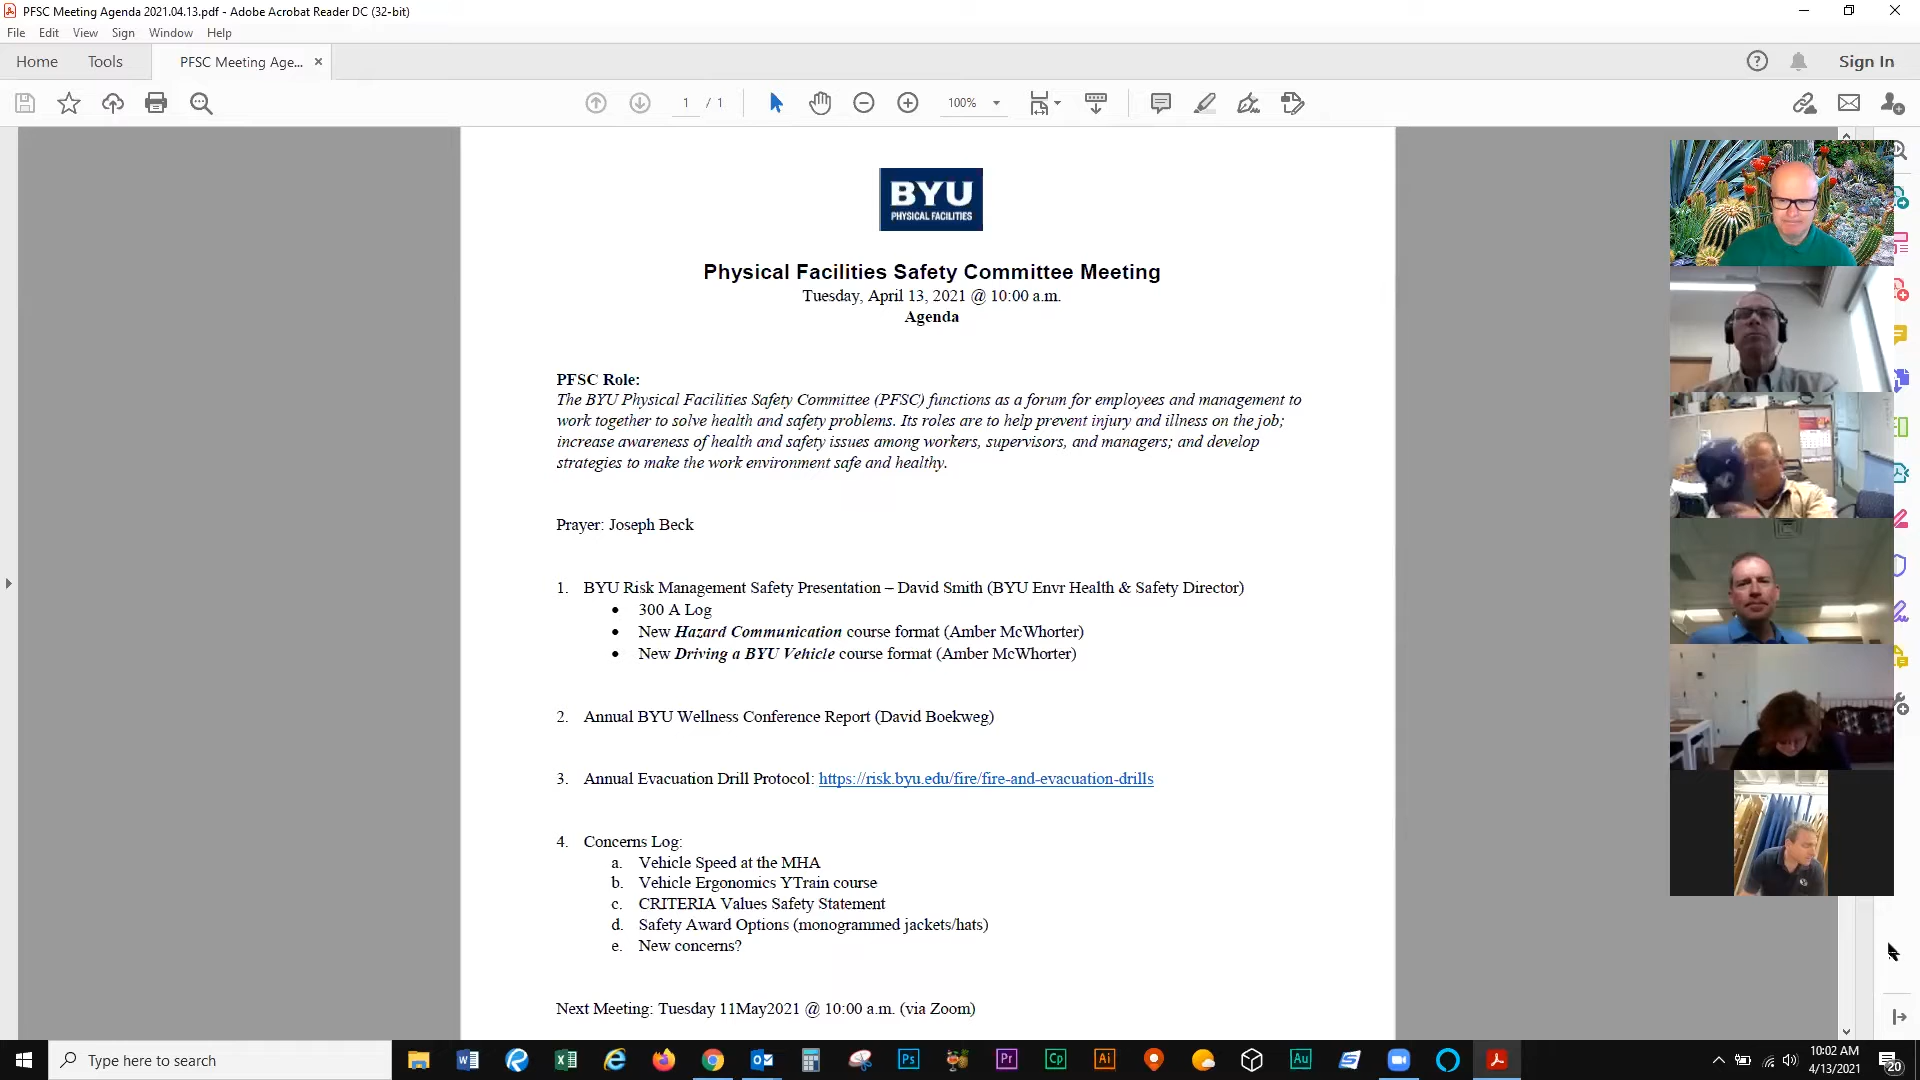 PFSC Meeting Agenda 2021.04.13.pdf - Adobe Acrobat Reader DC (32-bit)
File Edit View Sign Window Help
Home Tools PFSC Meeting Age... Sign In
1 / 1 100%
BYU
PHYSICAL FACILITIES
Physical Facilities Safety Committee Meeting
Tuesday, April 13, 2021 @ 10:00 a.m.
Agenda
PFSC Role:
The BYU Physical Facilities Safety Committee (PFSC) functions as a forum for employees and management to
work together to solve health and safety problems. Its roles are to help prevent injury and illness on the job;
increase awareness of health and safety issues among workers, supervisors, and managers; and develop
strategies to make the work environment safe and healthy.
Prayer: Joseph Beck
1. BYU Risk Management Safety Presentation – David Smith (BYU Envr Health & Safety Director)
• 300 A Log
• New Hazard Communication course format (Amber McWhorter)
• New Driving a BYU Vehicle course format (Amber McWhorter)
2. Annual BYU Wellness Conference Report (David Boekweg)
3. Annual Evacuation Drill Protocol: https://risk.byu.edu/fire/fire-and-evacuation-drills
4. Concerns Log:
a. Vehicle Speed at the MHA
b. Vehicle Ergonomics YTrain course
c. CRITERIA Values Safety Statement
d. Safety Award Options (monogrammed jackets/hats)
e. New concerns?
Next Meeting: Tuesday 11May2021 @ 10:00 a.m. (via Zoom)
Type here to search
Ps Pr Cp Ai Au
10:02 AM
4/13/2021
20